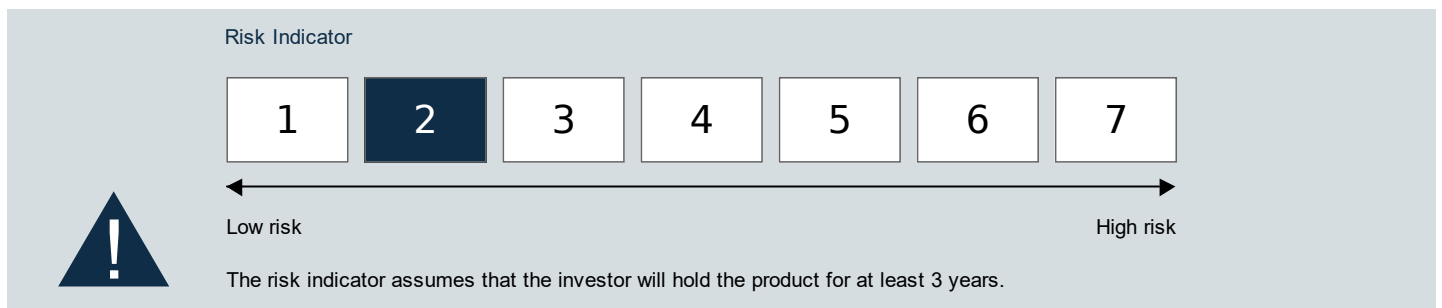 Risk Indicator
1 2 3 4 5 6 7
Low risk High risk
!
The risk indicator assumes that the investor will hold the product for at least 3 years.